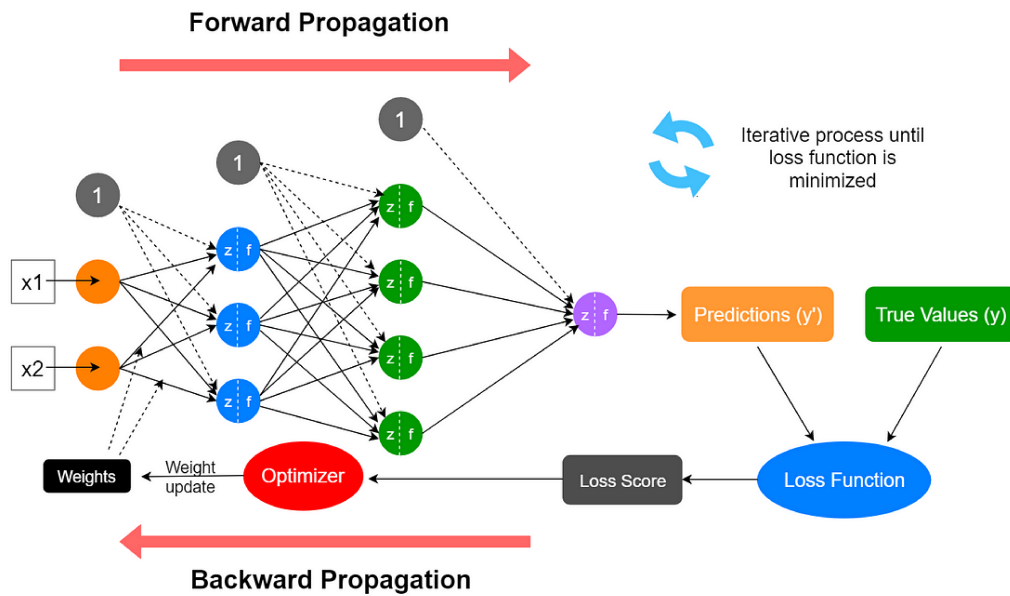 Forward Propagation
1
1
1
Iterative process until
loss function is
minimized
z f
z f
x1
z f
z f
z f
Predictions (y')
True Values (y)
x2
z f
z f
z f
Weights
Weight
update
Optimizer
Loss Score
Loss Function
Backward Propagation